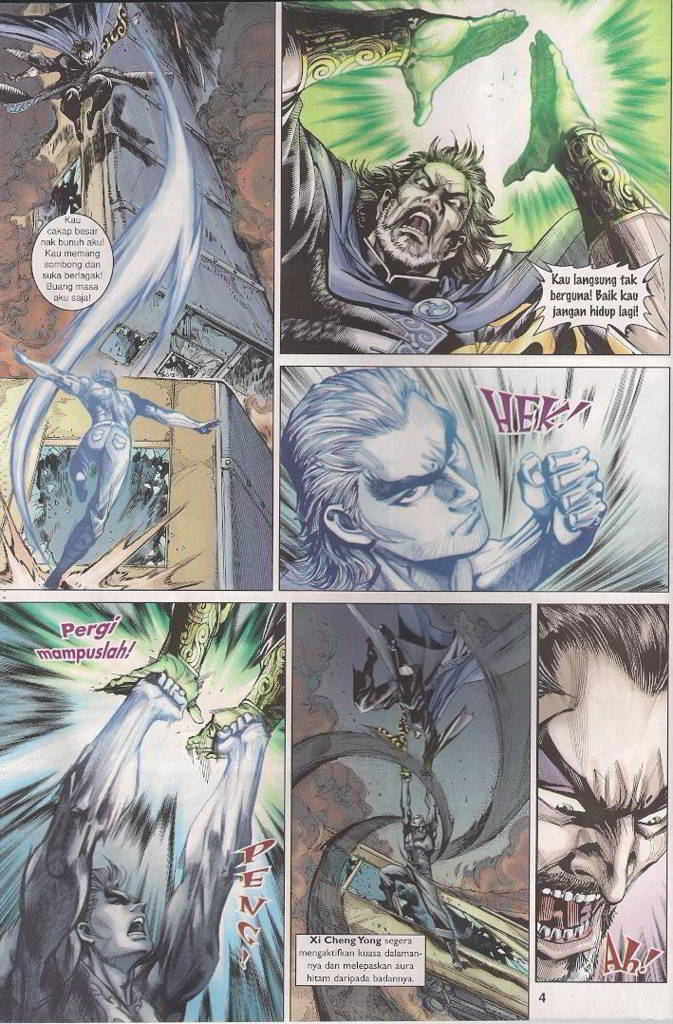 Kau
cakap besar
nak bunuh aku!
Kau memang
sombong dan
suka berlagak!
Buang masa
aku saja!
Kau langsung tak
berguna! Baik kau
jangan hidup lagi!
HEK!
Pergi
mampuslah!
PENG!
Xi Cheng Yong segera
mengaktifkan kuasa dalaman-
nya dan melepaskan aura
hitam daripada badannya.
Ah!
4